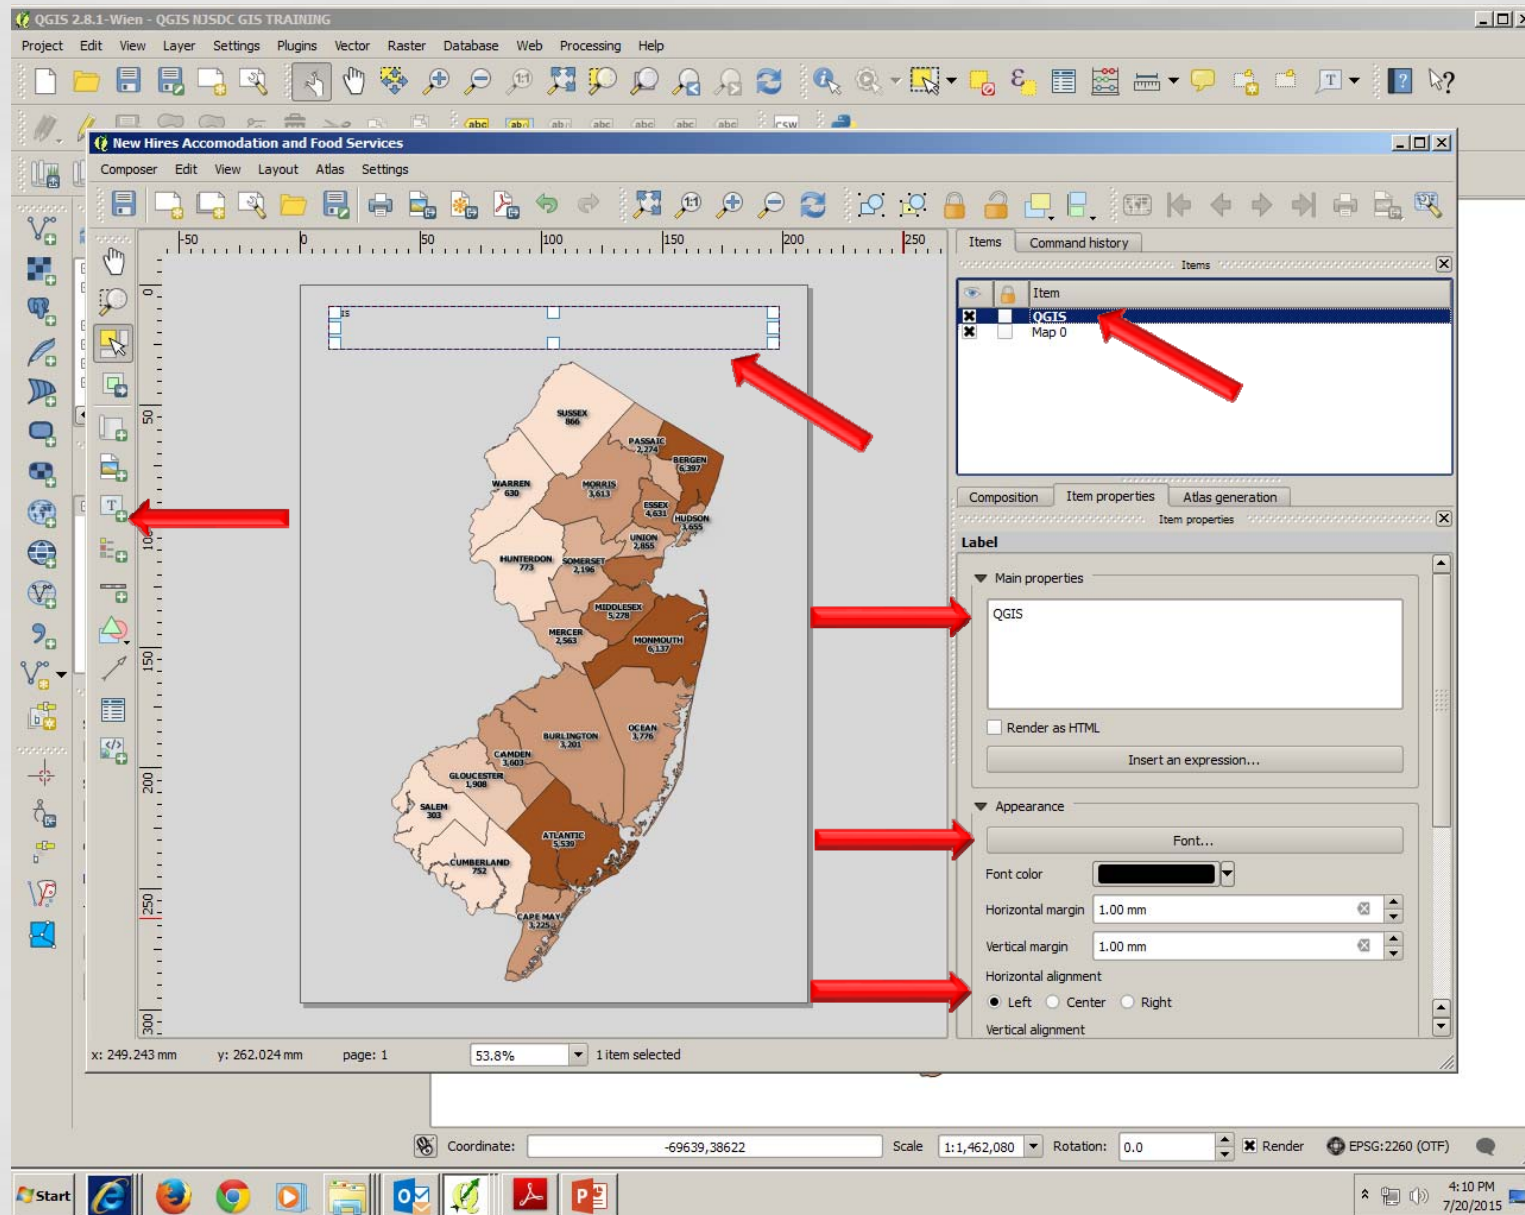 QGIS 2.8.1-Wien - QGIS NJSDC GIS TRAINING
Project Edit View Layer Settings Plugins Vector Raster Database Web Processing Help
New Hires Accomodation and Food Services
Composer Edit View Layout Atlas Settings
-50 0 50 100 150 200 250
Items Command history
Items
Item
QGIS
Map 0
0
50
100
150
200
250
300
SUSSEX
866
PASSAIC
2,274
BERGEN
6,397
WARREN
630
MORRIS
3,613
ESSEX
4,631
HUDSON
3,655
UNION
2,855
HUNTERDON
773
SOMERSET
2,196
MIDDLESEX
5,278
MERCER
2,563
MONMOUTH
6,137
BURLINGTON
3,201
OCEAN
3,776
CAMDEN
3,603
GLOUCESTER
1,908
SALEM
303
ATLANTIC
5,539
CUMBERLAND
752
CAPE MAY
3,225
Composition Item properties Atlas generation
Item properties
Label
Main properties
QGIS
Render as HTML
Insert an expression...
Appearance
Font...
Font color
Horizontal margin 1.00 mm
Vertical margin 1.00 mm
Horizontal alignment
Left Center Right
Vertical alignment
x: 249.243 mm y: 262.024 mm page: 1 53.8% 1 item selected
Coordinate: -69639,38622 Scale 1:1,462,080 Rotation: 0.0 Render EPSG:2260 (OTF)
Start
4:10 PM
7/20/2015